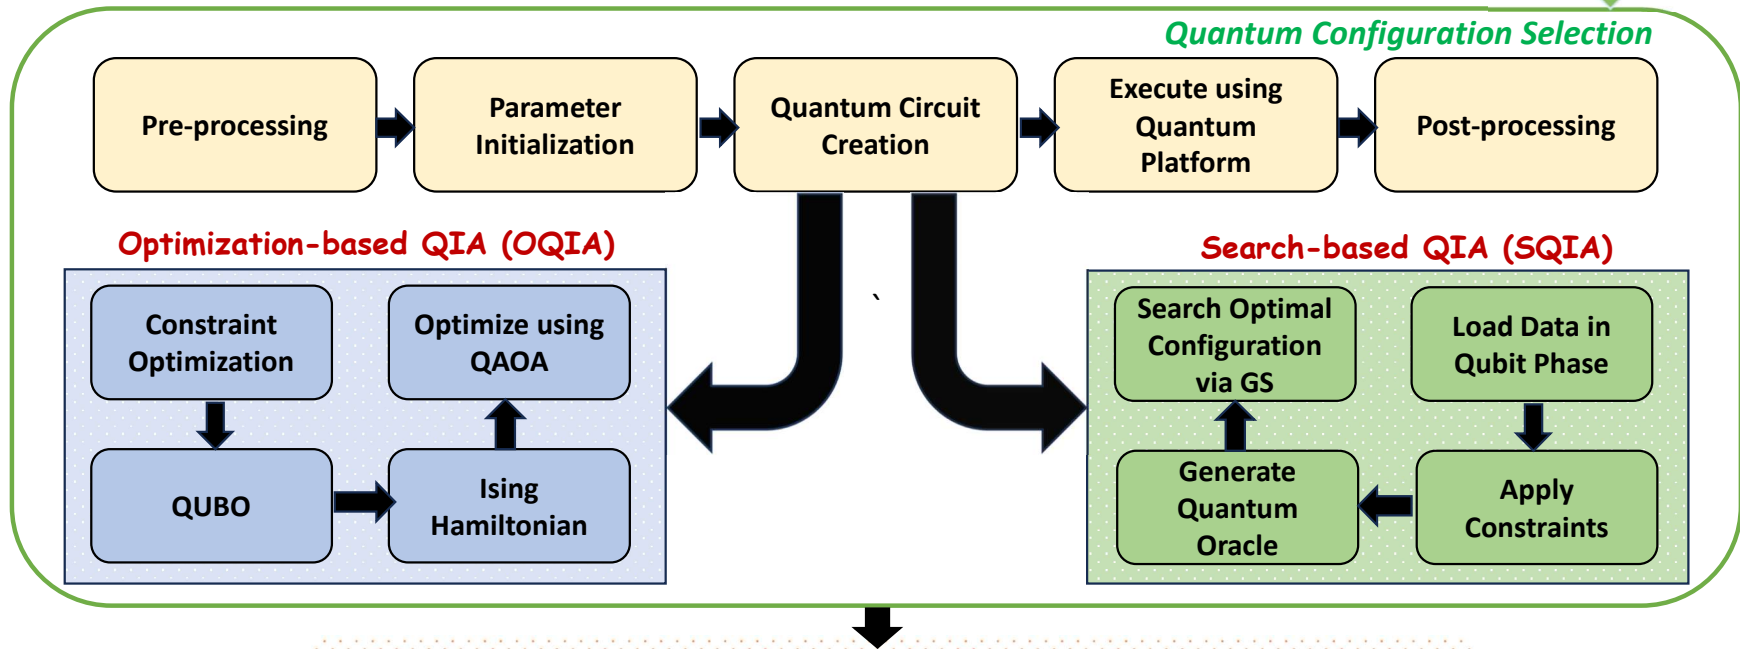 Quantum Configuration Selection
Pre-processing
Parameter
Initialization
Quantum Circuit
Creation
Execute using
Quantum
Platform
Post-processing
Optimization-based QIA (OQIA)
Constraint
Optimization
Optimize using
QAOA
QUBO
Ising
Hamiltonian
`
Search-based QIA (SQIA)
Search Optimal
Configuration
via GS
Load Data in
Qubit Phase
Generate
Quantum
Oracle
Apply
Constraints